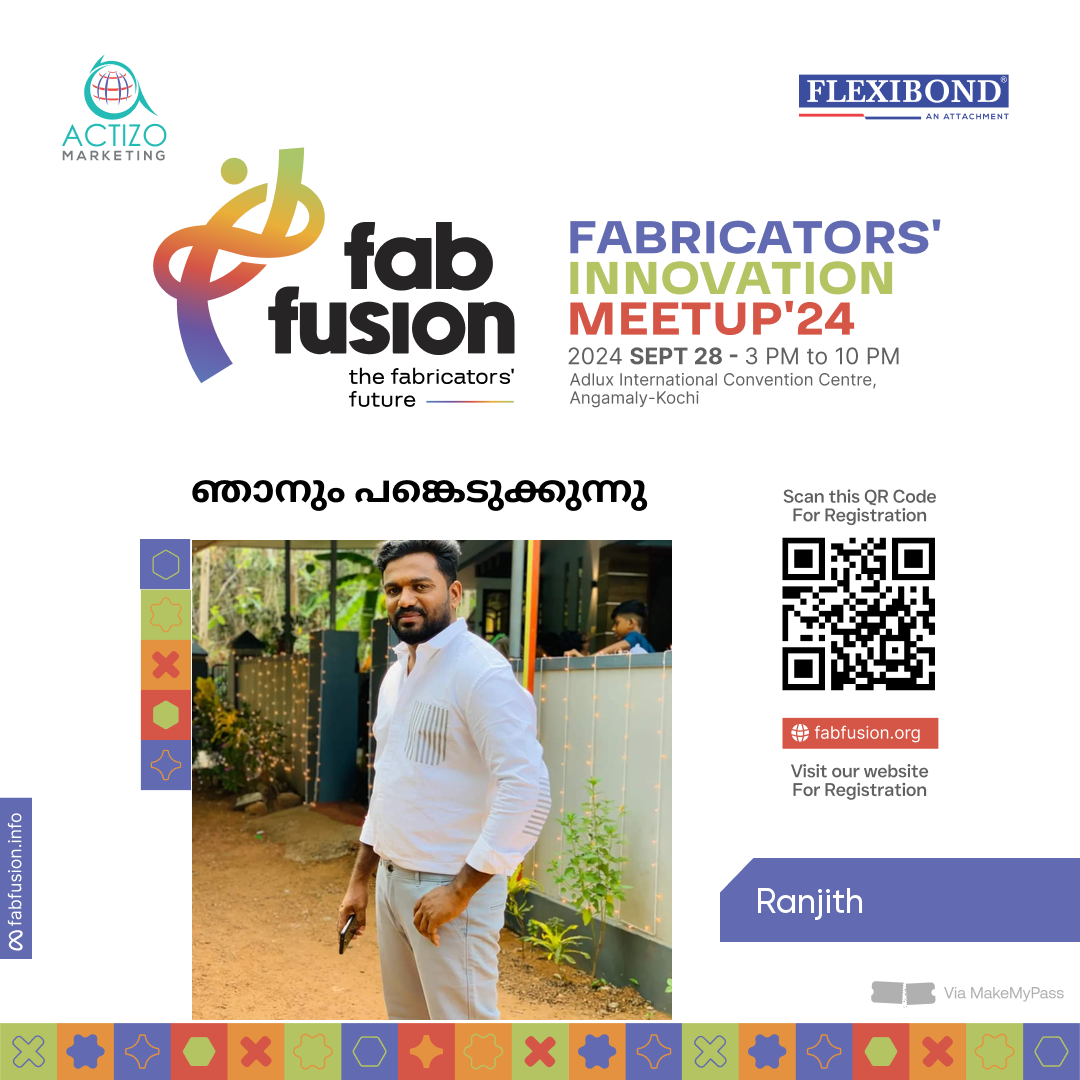 ACTIZO
MARKETING
FLEXIBOND®
AN ATTACHMENT
fab
fusion
the fabricators'
future
FABRICATORS'
INNOVATION
MEETUP'24
2024 SEPT 28 - 3 PM to 10 PM
Adlux International Convention Centre,
Angamaly-Kochi
ഞാനും പങ്കെടുക്കുന്നു
Scan this QR Code
For Registration
fabfusion.org
Visit our website
For Registration
fabfusion.info
Ranjith
Via MakeMyPass